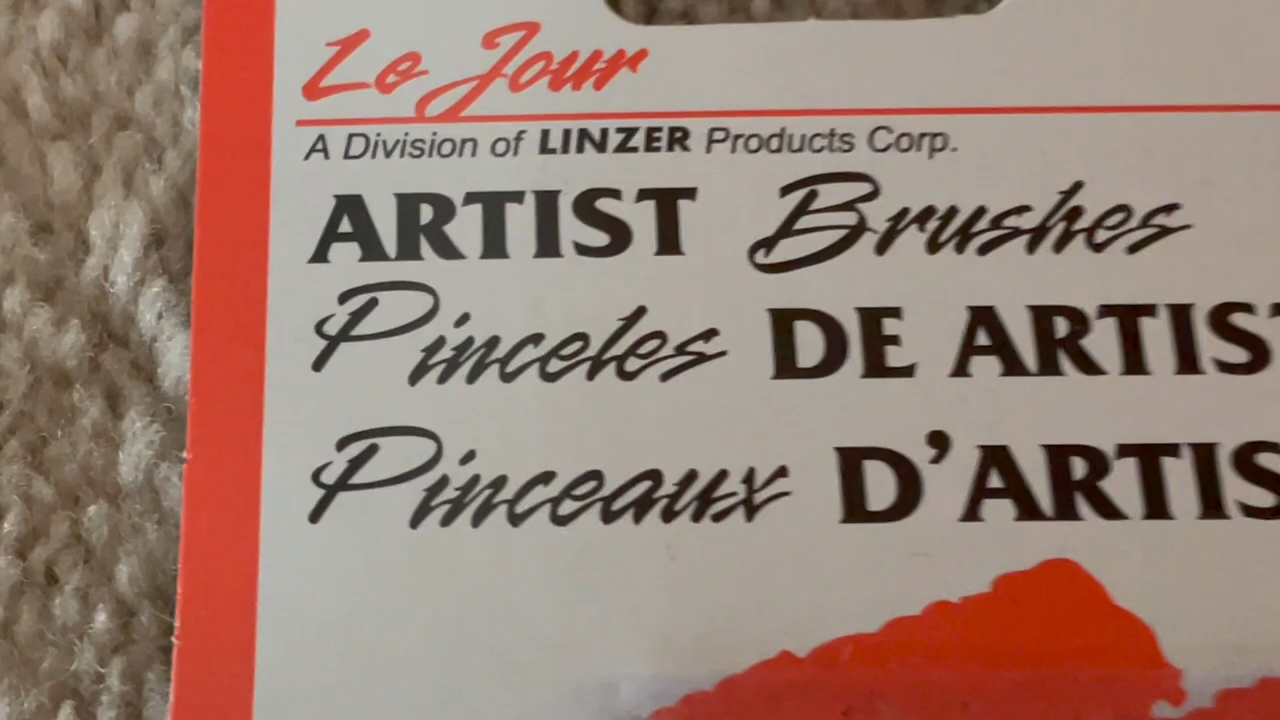 Le Jour
A Division of LINZER Products Corp.
ARTIST Brushes
Pinceles DE ARTIST
Pinceaux D'ARTIS